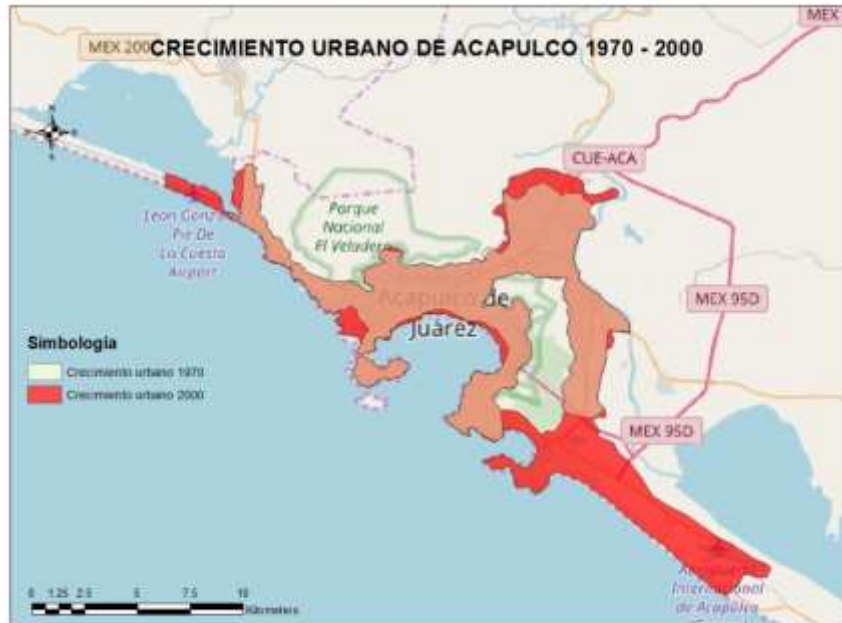 MEX 200
CRECIMIENTO URBANO DE ACAPULCO 1970 - 2000
MEX
N
CUE-ACA
Parque
Nacional
El Veladero
Pie De
La Cuesta
Airport
MEX 95D
Acapulco de
Juárez
Simbología
Crecimiento urbano 1970
Crecimiento urbano 2000
MEX 95D
Internacional
de Acapulco
0 1.25 2.5 5 7.5 10
Kilometers